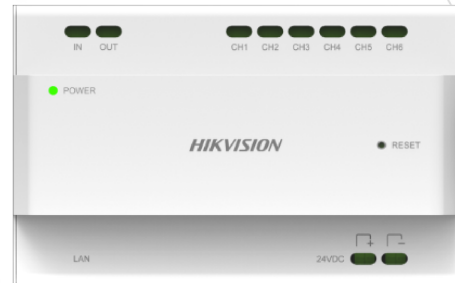 IN OUT CH1 CH2 CH3 CH4 CH5 CH6
POWER
HIKVISION
RESET
LAN
24VDC + -